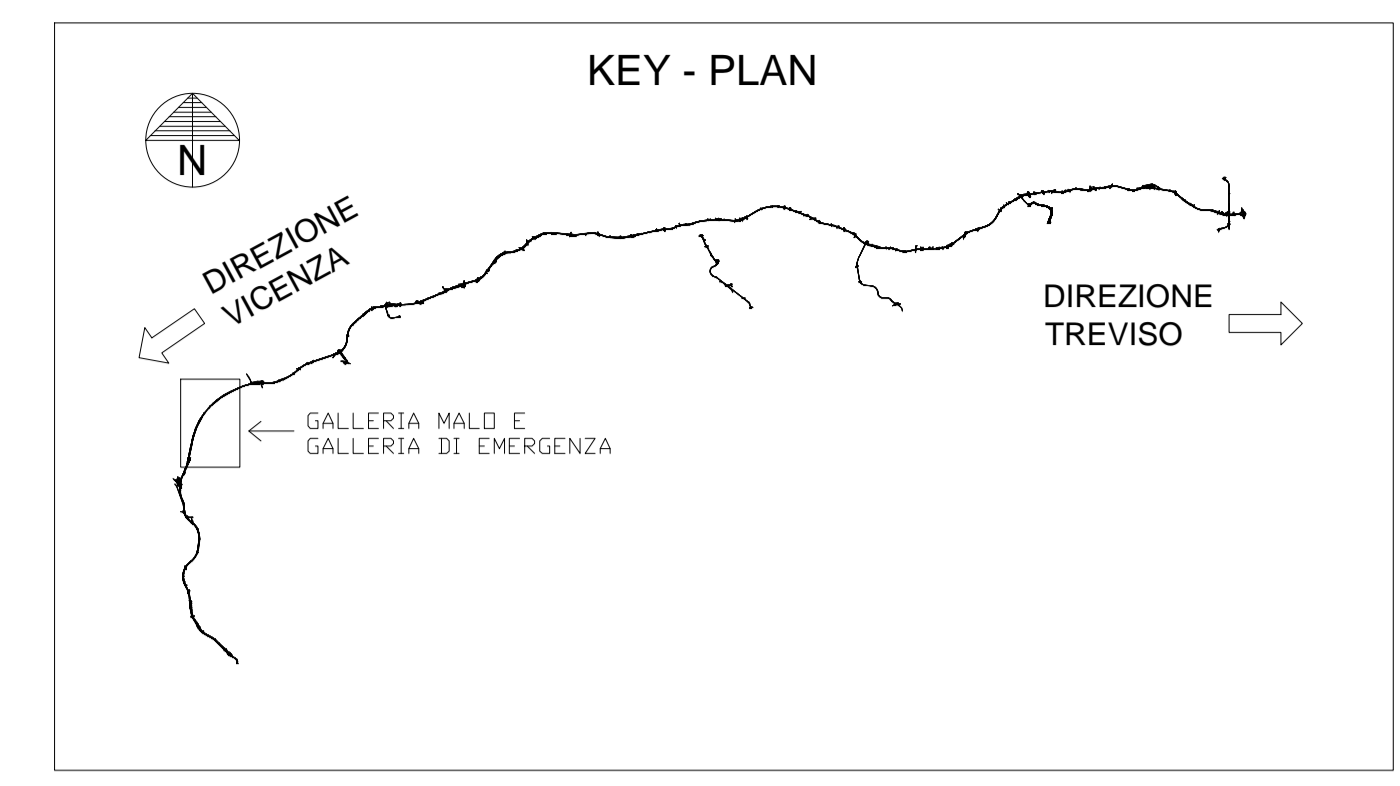 KEY - PLAN
N
DIREZIONE
VICENZA
DIREZIONE
TREVISO
GALLERIA MALO E
GALLERIA DI EMERGENZA